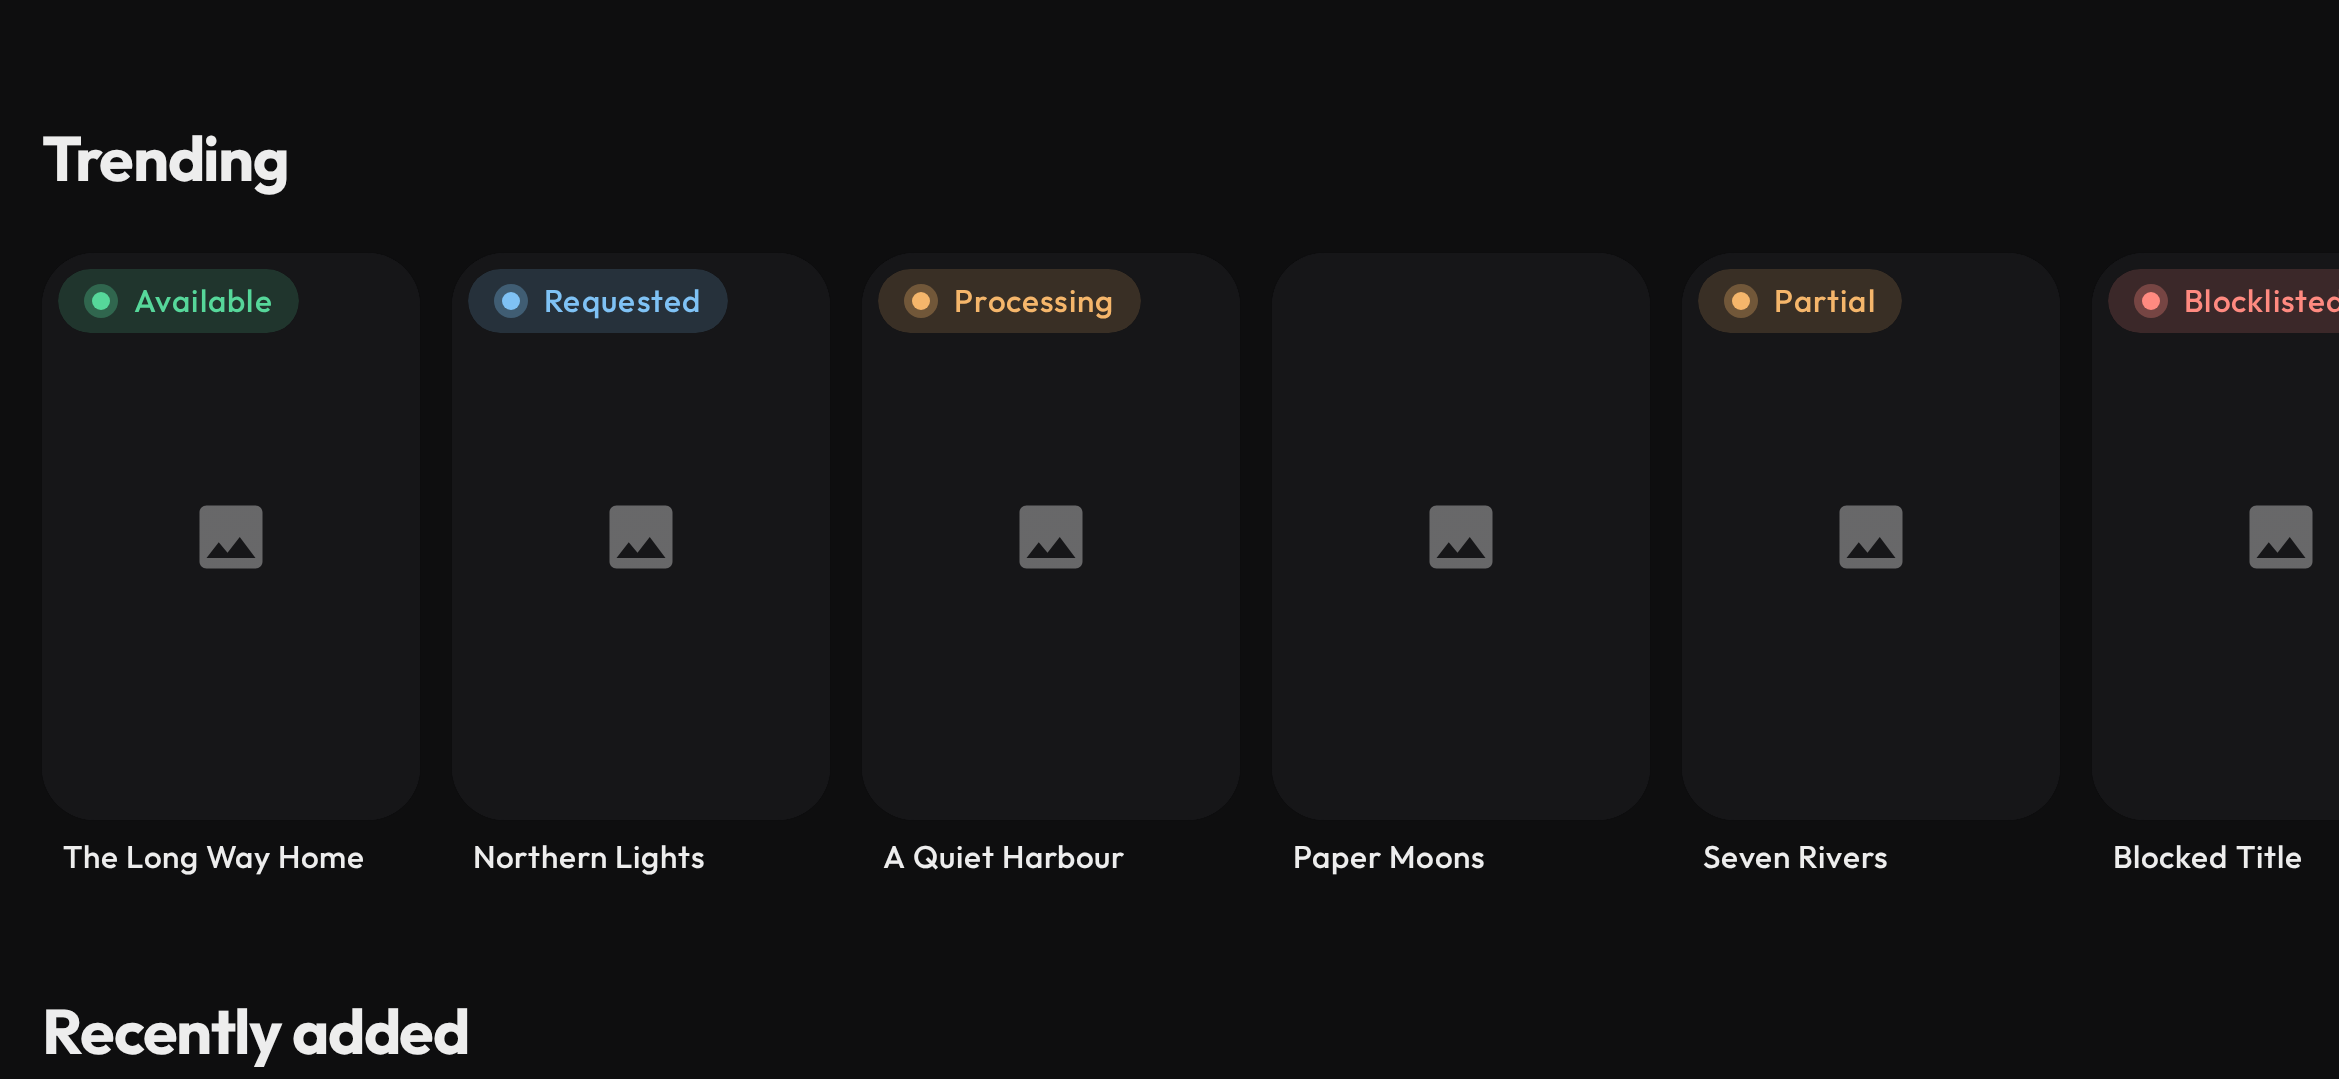 Trending
Available
Requested
Processing
Partial
Blocklisted
The Long Way Home
Northern Lights
A Quiet Harbour
Paper Moons
Seven Rivers
Blocked Title
Recently added